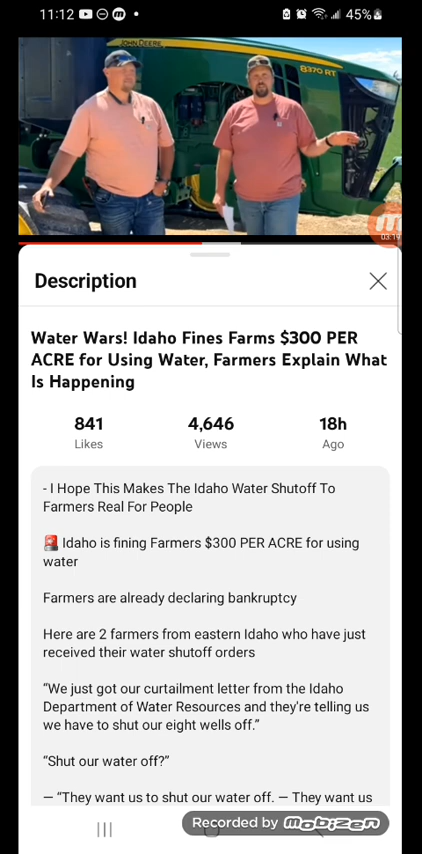 11:12
45%
JOHN DEERE
8370 RT
03:19
Description
Water Wars! Idaho Fines Farms $300 PER
ACRE for Using Water, Farmers Explain What
Is Happening
841
4,646
18h
Likes
Views
Ago
- I Hope This Makes The Idaho Water Shutoff To
Farmers Real For People
🚨 Idaho is fining Farmers $300 PER ACRE for using
water
Farmers are already declaring bankruptcy
Here are 2 farmers from eastern Idaho who have just
received their water shutoff orders
“We just got our curtailment letter from the Idaho
Department of Water Resources and they're telling us
we have to shut our eight wells off.”
“Shut our water off?”
— “They want us to shut our water off. — They want us
Recorded by mobizen